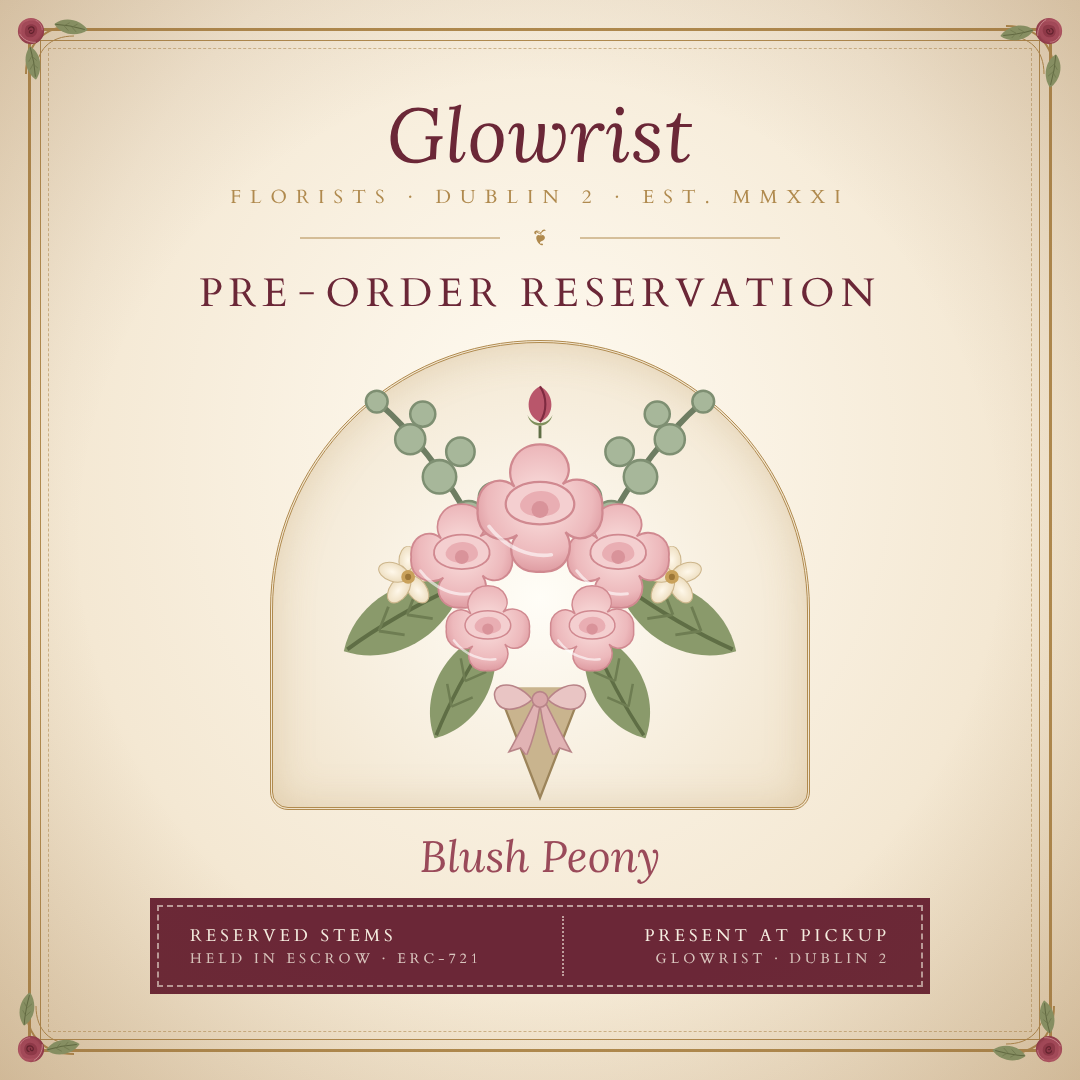 Glowrist
FLORISTS · DUBLIN 2 · EST. MMXXI
PRE-ORDER RESERVATION
Blush Peony
RESERVED STEMS
HELD IN ESCROW · ERC-721
PRESENT AT PICKUP
GLOWRIST · DUBLIN 2